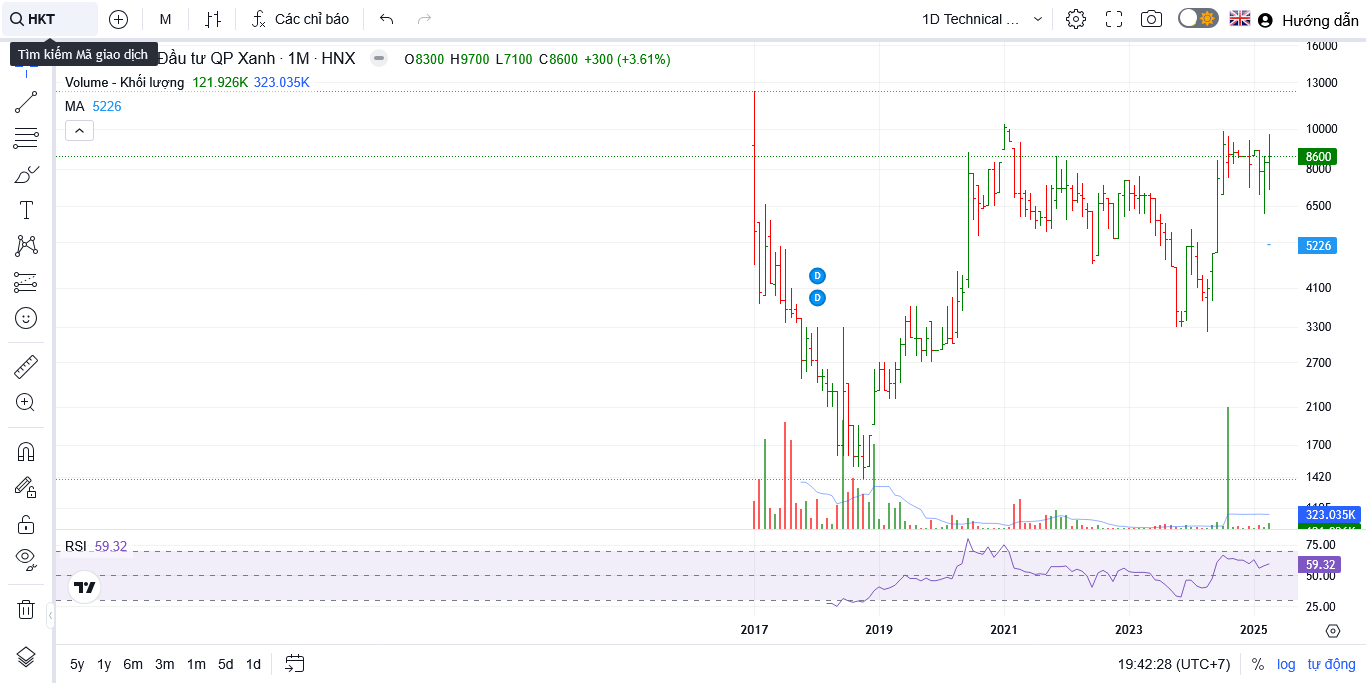 HKT
M
Các chỉ báo
1D Technical ...
Hướng dẫn
Tìm kiếm Mã giao dịch
Đầu tư QP Xanh · 1M · HNX
O8300 H9700 L7100 C8600 +300 (+3.61%)
Volume - Khối lượng 121.926K 323.035K
MA 5226
16000
13000
10000
8600
8000
6500
5226
4100
3300
2700
2100
1700
1420
323.035K
D
D
RSI 59.32
75.00
59.32
50.00
25.00
2017 2019 2021 2023 2025
5y 1y 6m 3m 1m 5d 1d
19:42:28 (UTC+7) % log tự động